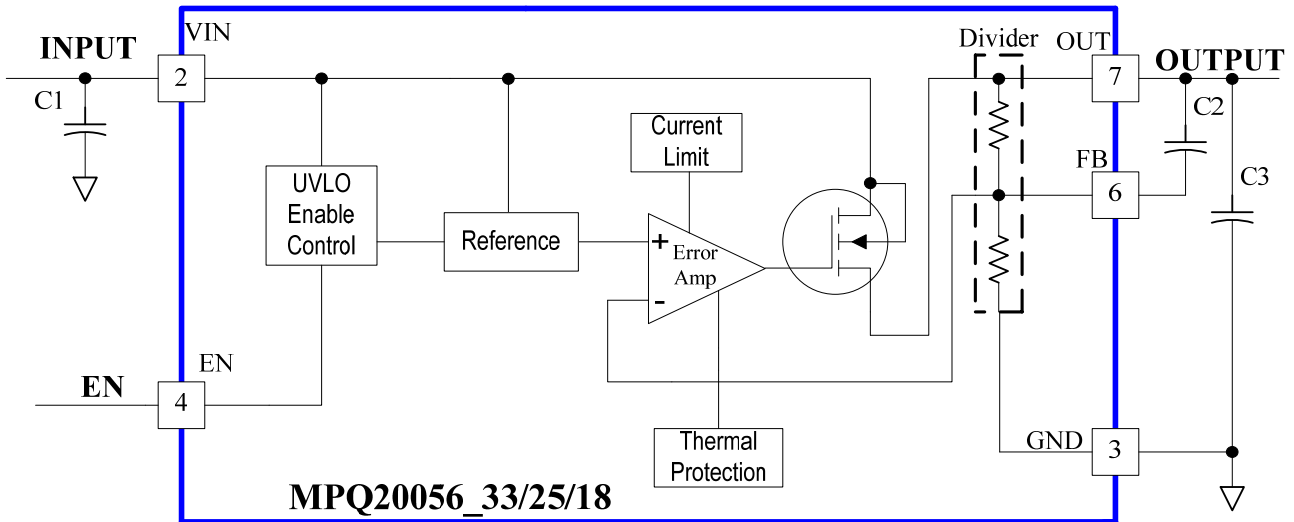 INPUT
VIN
2
C1
UVLO
Enable
Control
Reference
Current
Limit
+
Error
Amp
-
Thermal
Protection
Divider
OUT
7
OUTPUT
C2
FB
6
C3
EN
EN
4
GND
3
MPQ20056_33/25/18